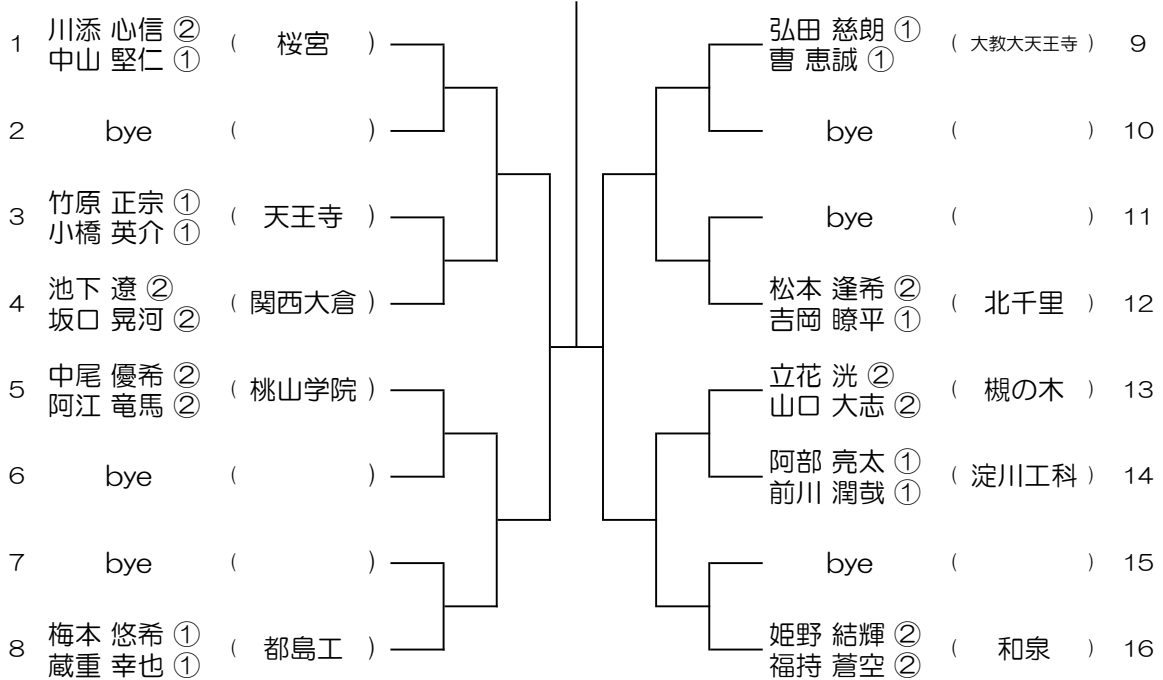 1 川添 心信 ② ( 桜宮 )
中山 堅仁 ①
2 bye ( )
3 竹原 正宗 ① ( 天王寺 )
小橋 英介 ①
4 池下 遼 ② ( 関西大倉 )
坂口 晃河 ②
5 中尾 優希 ② ( 桃山学院 )
阿江 竜馬 ②
6 bye ( )
7 bye ( )
8 梅本 悠希 ① ( 都島工 )
蔵重 幸也 ①
弘田 慈朗 ① ( 大教大天王寺 ) 9
曺 恵誠 ①
bye ( ) 10
bye ( ) 11
松本 逢希 ② ( 北千里 ) 12
吉岡 瞭平 ①
立花 洸 ② ( 槻の木 ) 13
山口 大志 ②
阿部 亮太 ① ( 淀川工科 ) 14
前川 潤哉 ①
bye ( ) 15
姫野 結輝 ② ( 和泉 ) 16
福持 蒼空 ②